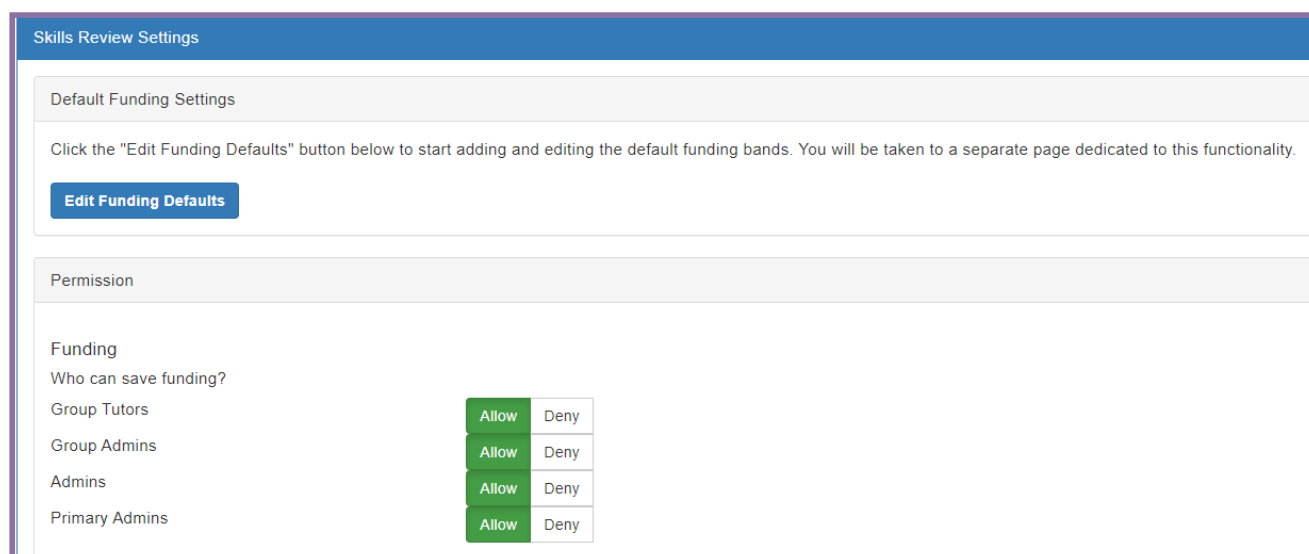 Skills Review Settings
Default Funding Settings
Click the "Edit Funding Defaults" button below to start adding and editing the default funding bands. You will be taken to a separate page dedicated to this functionality.
Edit Funding Defaults
Permission
Funding
Who can save funding?
Group Tutors Allow Deny
Group Admins Allow Deny
Admins Allow Deny
Primary Admins Allow Deny